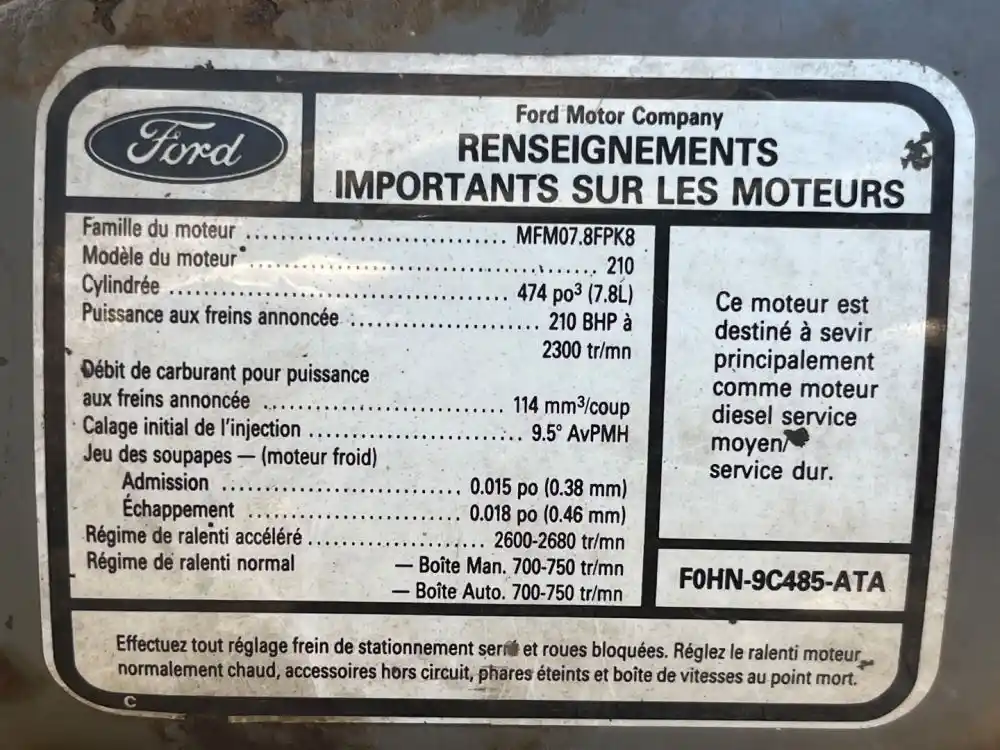 Ford
Ford Motor Company
RENSEIGNEMENTS
IMPORTANTS SUR LES MOTEURS
Famille du moteur .................................. MFM07.8FPK8
Modèle du moteur .................................. 210
Cylindrée .................................. 474 po³ (7.8L)
Puissance aux freins annoncée ........................ 210 BHP à
2300 tr/mn
Débit de carburant pour puissance
aux freins annoncée .................................. 114 mm³/coup
Calage initial de l'injection ............................ 9.5° AvPMH
Jeu des soupapes — (moteur froid)
Admission ................................ 0.015 po (0.38 mm)
Échappement ............................ 0.018 po (0.46 mm)
Régime de ralenti accéléré ...................... 2600-2680 tr/mn
Régime de ralenti normal — Boîte Man. 700-750 tr/mn
— Boîte Auto. 700-750 tr/mn
Ce moteur est
destiné à sevir
principalement
comme moteur
diesel service
moyen/
service dur.
F0HN-9C485-ATA
Effectuez tout réglage frein de stationnement serré et roues bloquées. Réglez le ralenti moteur
normalement chaud, accessoires hors circuit, phares éteints et boîte de vitesses au point mort.
C